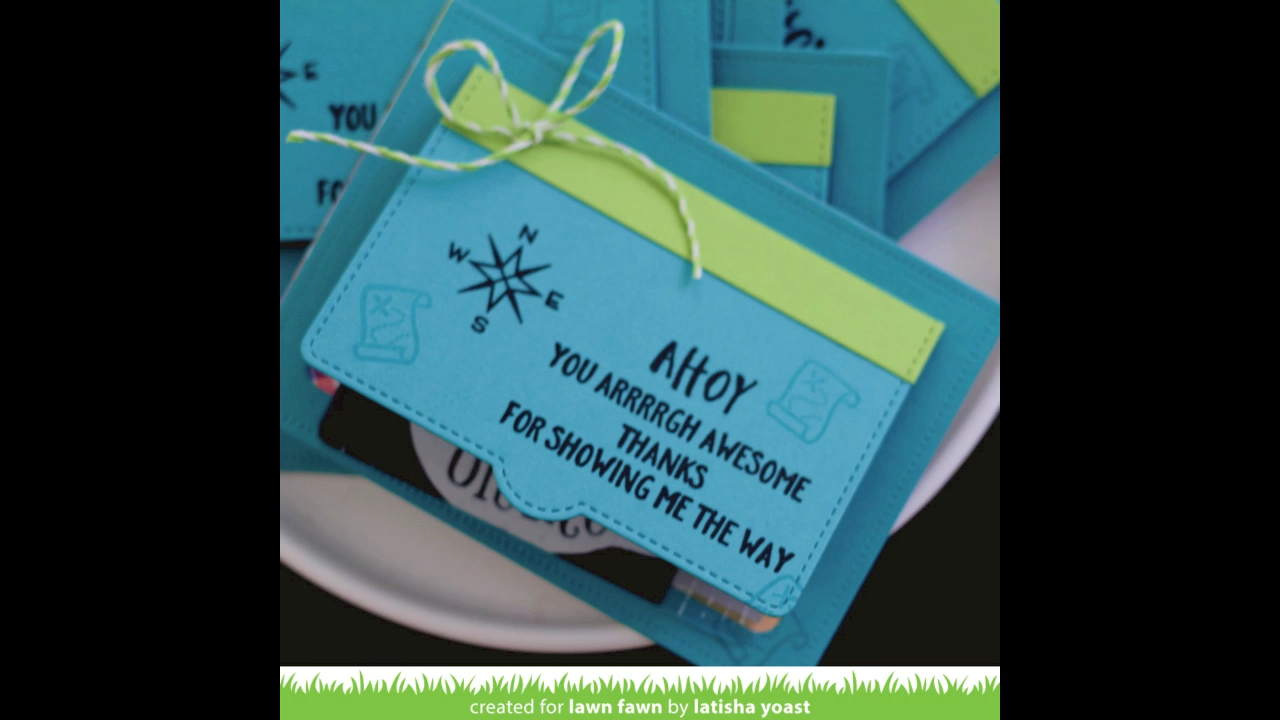 E
YOU
N
W
E
S
AHOY
YOU ARRRRGH AWESOME
THANKS
FOR SHOWING ME THE WAY
created for lawn fawn by latisha yoast